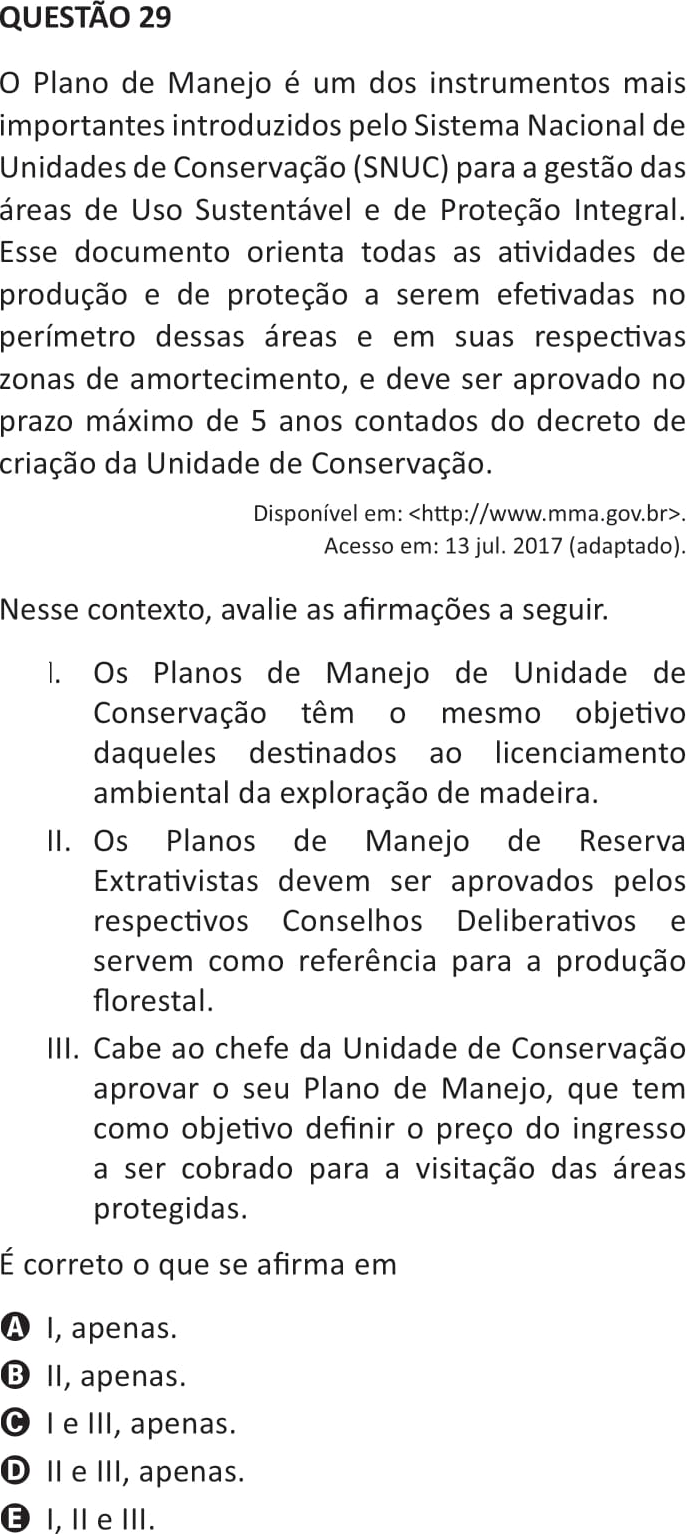 QUESTÃO 29
O Plano de Manejo é um dos instrumentos mais
importantes introduzidos pelo Sistema Nacional de
Unidades de Conservação (SNUC) para a gestão das
áreas de Uso Sustentável e de Proteção Integral.
Esse documento orienta todas as atividades de
produção e de proteção a serem efetivadas no
perímetro dessas áreas e em suas respectivas
zonas de amortecimento, e deve ser aprovado no
prazo máximo de 5 anos contados do decreto de
criação da Unidade de Conservação.
Disponível em: <http://www.mma.gov.br>.
Acesso em: 13 jul. 2017 (adaptado).
Nesse contexto, avalie as afirmações a seguir.
I. Os Planos de Manejo de Unidade de
Conservação têm o mesmo objetivo
daqueles destinados ao licenciamento
ambiental da exploração de madeira.
II. Os Planos de Manejo de Reserva
Extrativistas devem ser aprovados pelos
respectivos Conselhos Deliberativos e
servem como referência para a produção
florestal.
III. Cabe ao chefe da Unidade de Conservação
aprovar o seu Plano de Manejo, que tem
como objetivo definir o preço do ingresso
a ser cobrado para a visitação das áreas
protegidas.
É correto o que se afirma em
A I, apenas.
B II, apenas.
C I e III, apenas.
D II e III, apenas.
E I, II e III.